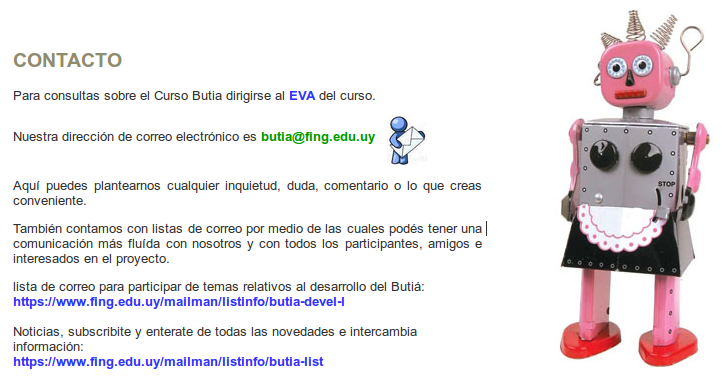 CONTACTO
Para consultas sobre el Curso Butia dirigirse al EVA del curso.
Nuestra dirección de correo electrónico es butia@fing.edu.uy
Aquí puedes plantearnos cualquier inquietud, duda, comentario o lo que creas
conveniente.
También contamos con listas de correo por medio de las cuales podés tener una
comunicación más fluída con nosotros y con todos los participantes, amigos e
interesados en el proyecto.
lista de correo para participar de temas relativos al desarrollo del Butiá:
https://www.fing.edu.uy/mailman/listinfo/butia-devel-l
Noticias, subscribite y enterate de todas las novedades e intercambia
información:
https://www.fing.edu.uy/mailman/listinfo/butia-list
STOP